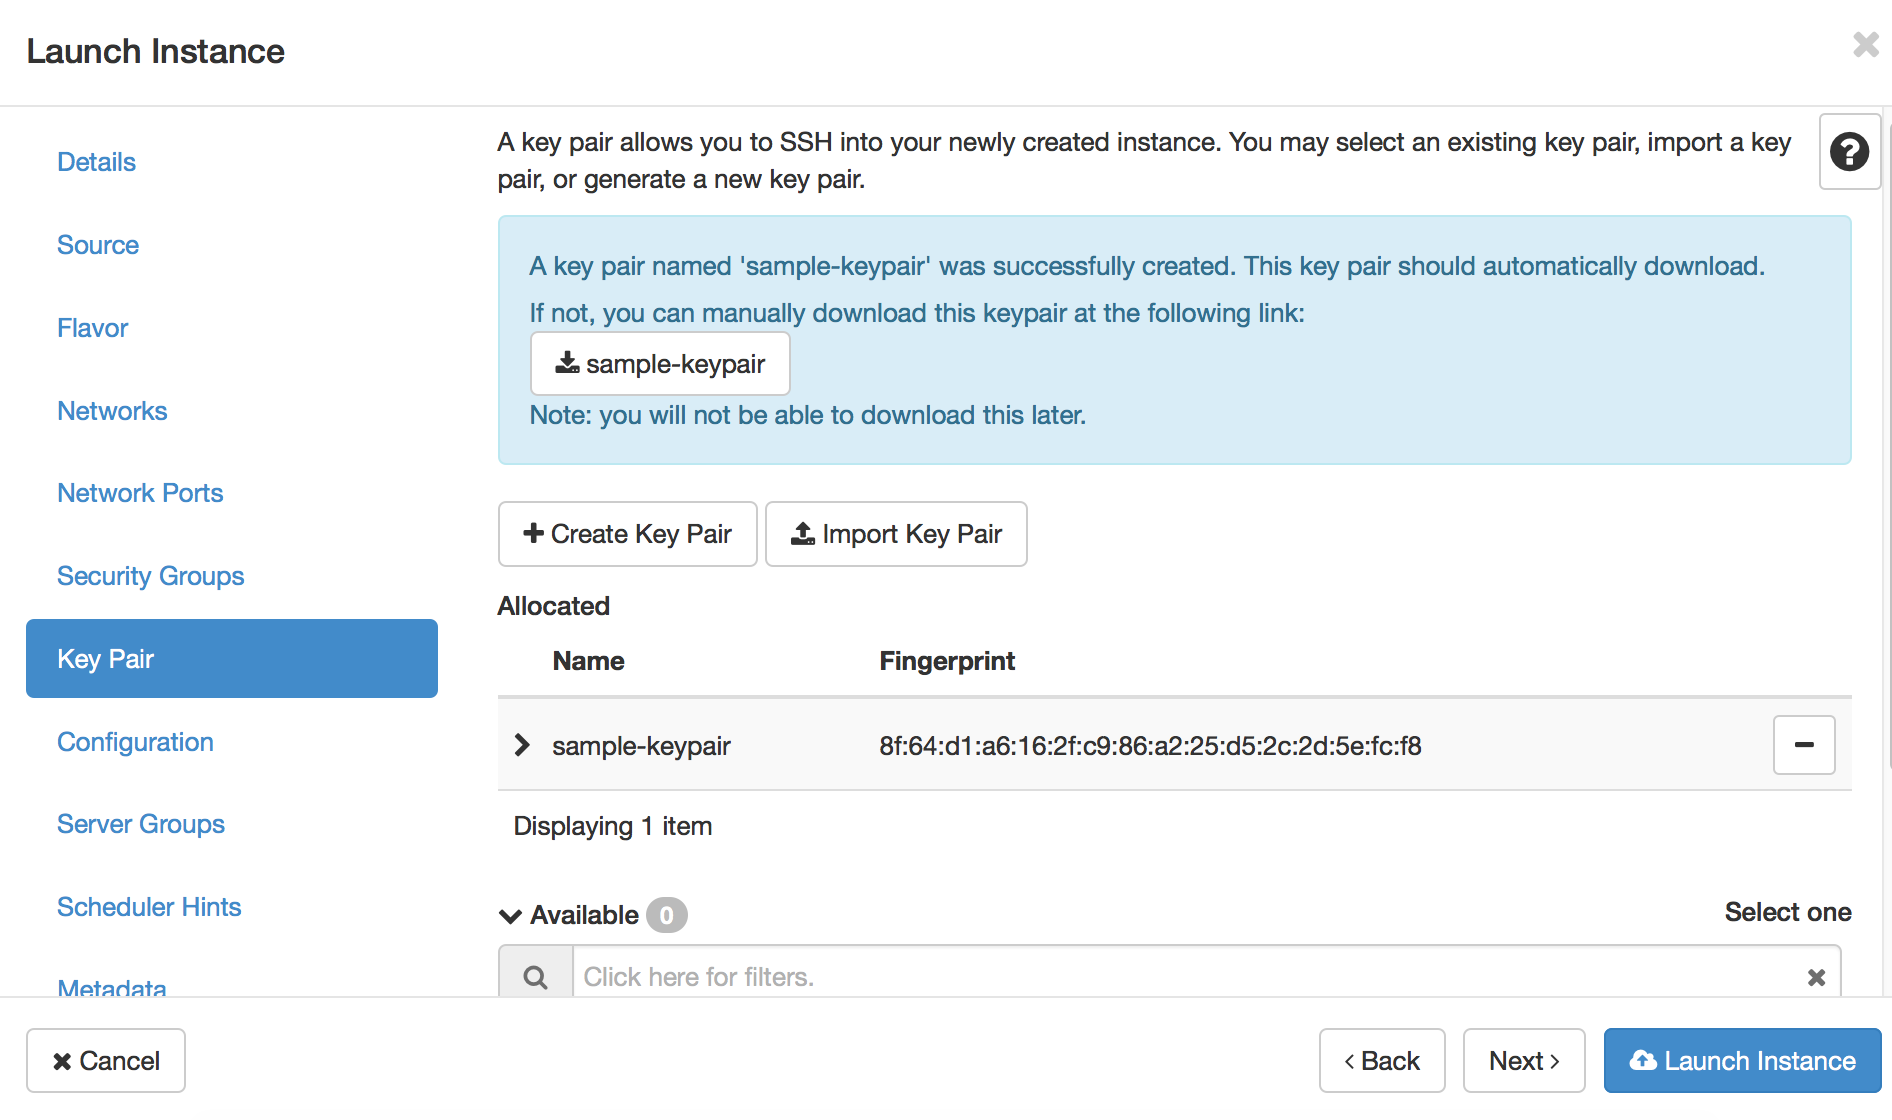 Launch Instance
Details
Source
Flavor
Networks
Network Ports
Security Groups
Key Pair
Configuration
Server Groups
Scheduler Hints
Metadata
A key pair allows you to SSH into your newly created instance. You may select an existing key pair, import a key
pair, or generate a new key pair.
A key pair named 'sample-keypair' was successfully created. This key pair should automatically download.
If not, you can manually download this keypair at the following link:
sample-keypair
Note: you will not be able to download this later.
Create Key Pair
Import Key Pair
Allocated
Name Fingerprint
sample-keypair 8f:64:d1:a6:16:2f:c9:86:a2:25:d5:2c:2d:5e:fc:f8
Displaying 1 item
Available 0
Select one
Click here for filters.
Cancel
Back
Next
Launch Instance